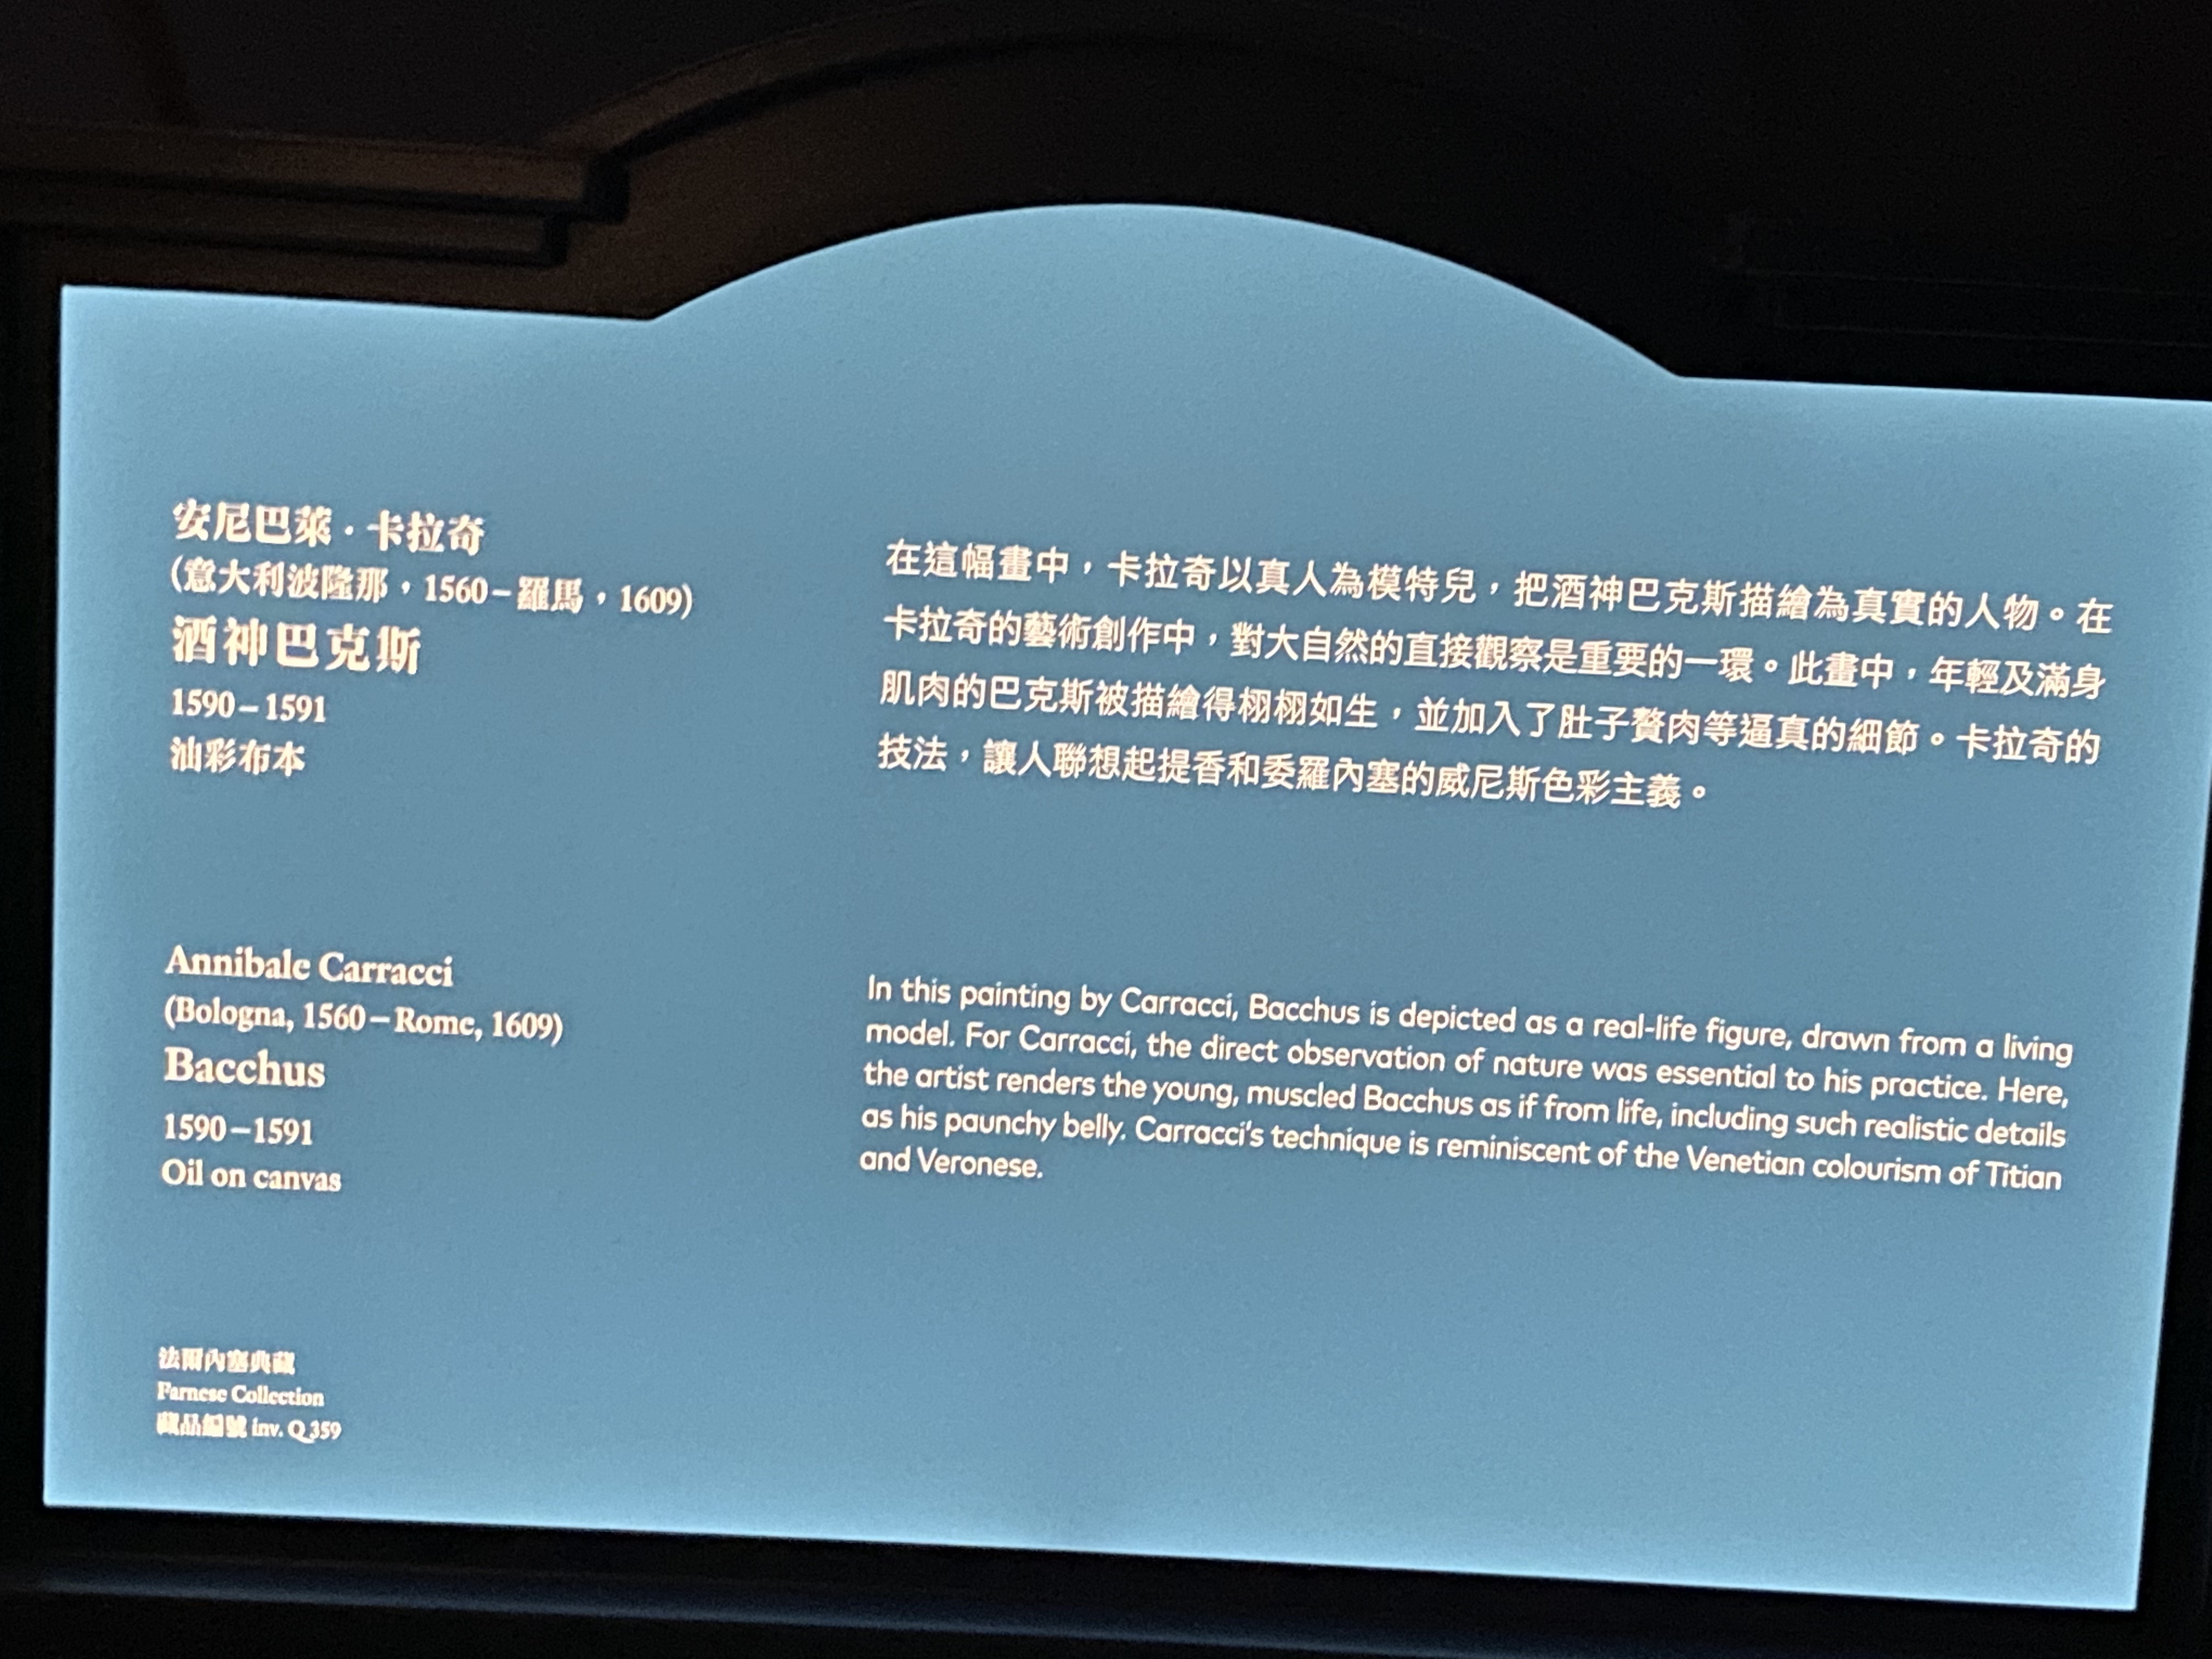 安尼巴萊·卡拉奇
(意大利波隆那，1560–羅馬，1609)
酒神巴克斯
1590–1591
油彩布本
在這幅畫中，卡拉奇以真人為模特兒，把酒神巴克斯描繪為真實的人物。在
卡拉奇的藝術創作中，對大自然的直接觀察是重要的一環。此畫中，年輕及滿身
肌肉的巴克斯被描繪得栩栩如生，並加入了肚子贅肉等逼真的細節。卡拉奇的
技法，讓人聯想起提香和委羅內塞的威尼斯色彩主義。
Annibale Carracci
(Bologna, 1560–Rome, 1609)
Bacchus
1590–1591
Oil on canvas
In this painting by Carracci, Bacchus is depicted as a real-life figure, drawn from a living
model. For Carracci, the direct observation of nature was essential to his practice. Here,
the artist renders the young, muscled Bacchus as if from life, including such realistic details
as his paunchy belly. Carracci's technique is reminiscent of the Venetian colourism of Titian
and Veronese.
法爾內塞典藏
Farnese Collection
藏品編號 inv. Q 359